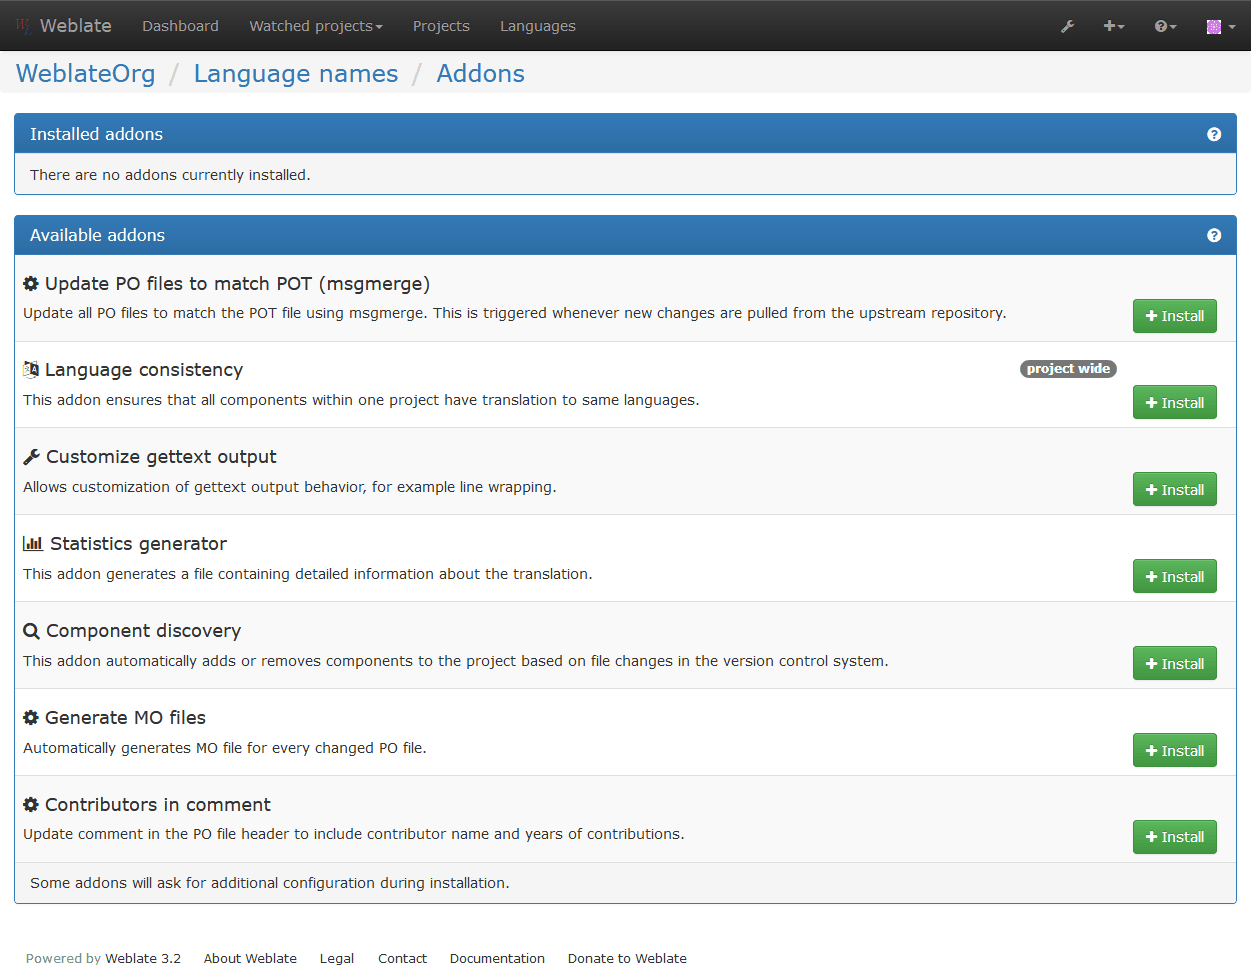 Weblate Dashboard Watched projects Projects Languages
WeblateOrg / Language names / Addons
Installed addons
There are no addons currently installed.
Available addons
Update PO files to match POT (msgmerge)
Update all PO files to match the POT file using msgmerge. This is triggered whenever new changes are pulled from the upstream repository.
Install
Language consistency
project wide
This addon ensures that all components within one project have translation to same languages.
Install
Customize gettext output
Allows customization of gettext output behavior, for example line wrapping.
Install
Statistics generator
This addon generates a file containing detailed information about the translation.
Install
Component discovery
This addon automatically adds or removes components to the project based on file changes in the version control system.
Install
Generate MO files
Automatically generates MO file for every changed PO file.
Install
Contributors in comment
Update comment in the PO file header to include contributor name and years of contributions.
Install
Some addons will ask for additional configuration during installation.
Powered by Weblate 3.2 About Weblate Legal Contact Documentation Donate to Weblate